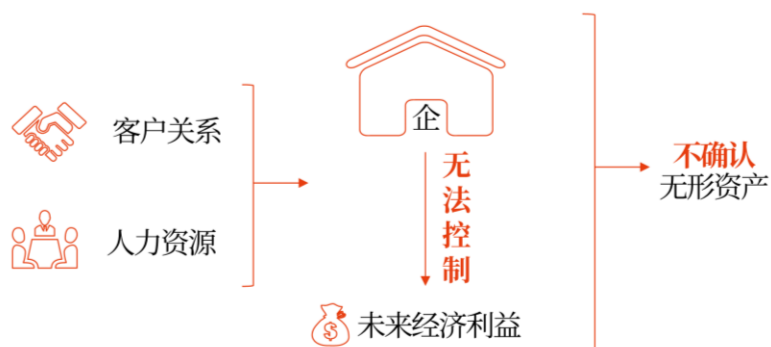 客户关系
人力资源
企
无法控制
$
未来经济利益
不确认
无形资产